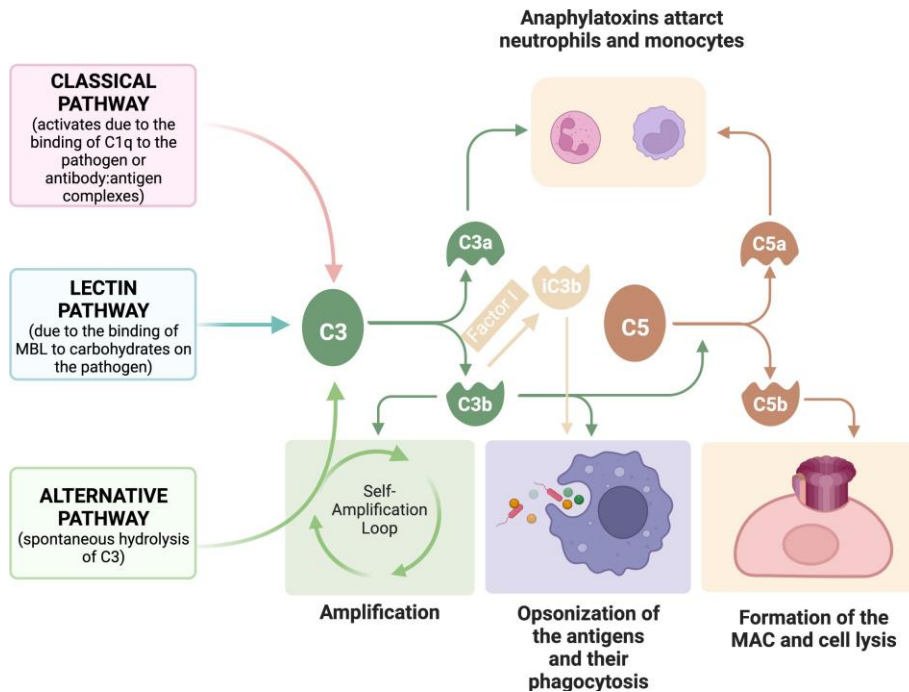 Anaphylatoxins attarct
neutrophils and monocytes
CLASSICAL
PATHWAY
(activates due to the
binding of C1q to the
pathogen or
antibody:antigen
complexes)
LECTIN
PATHWAY
(due to the binding of
MBL to carbohydrates on
the pathogen)
ALTERNATIVE
PATHWAY
(spontaneous hydrolysis
of C3)
C3
C3a
C3b
Factor I
iC3b
C5
C5a
C5b
Self-
Amplification
Loop
Amplification
Opsonization of
the antigens
and their
phagocytosis
Formation of the
MAC and cell lysis